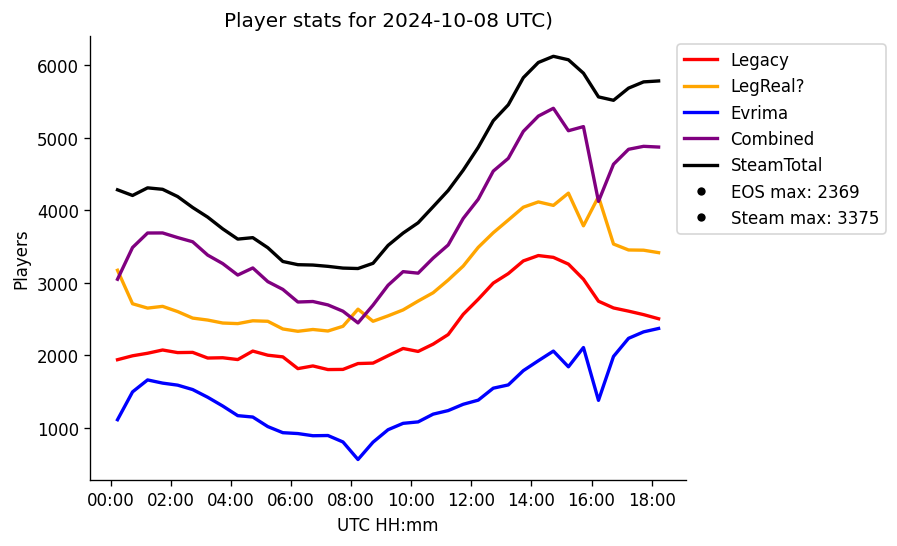 Player stats for 2024-10-08 UTC)
Legacy
LegReal?
Evrima
Combined
SteamTotal
EOS max: 2369
Steam max: 3375
Players
6000
5000
4000
3000
2000
1000
00:00 02:00 04:00 06:00 08:00 10:00 12:00 14:00 16:00 18:00
UTC HH:mm